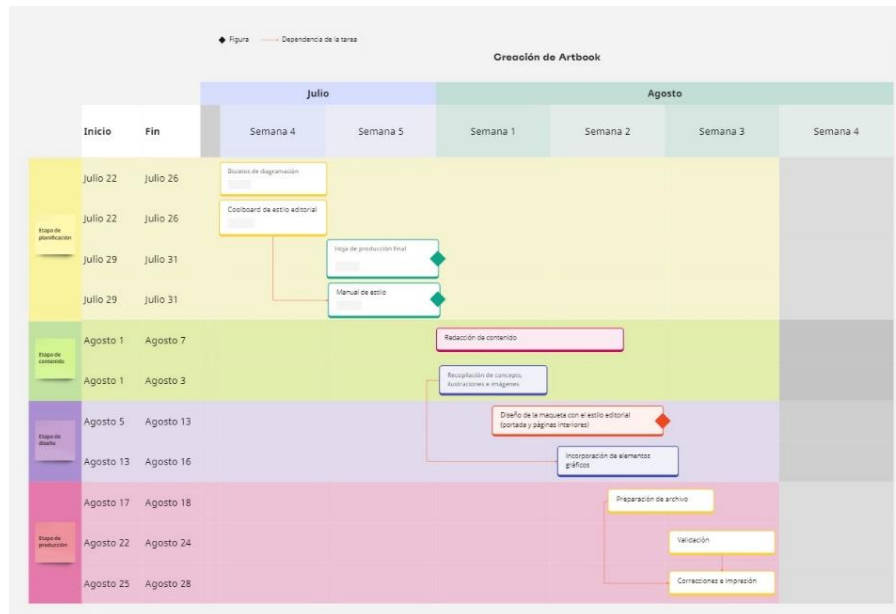 Figura Dependencia de la tarea
Creación de Artbook
Julio Agosto
Inicio Fin Semana 4 Semana 5 Semana 1 Semana 2 Semana 3 Semana 4
Etapa de
planificación
Julio 22 Julio 26 Bocetos de diagramación
Julio 22 Julio 26 Coolboard de estilo editorial
Julio 29 Julio 31 Hoja de producción final
Julio 29 Julio 31 Manual de estilo
Etapa de
contenido
Agosto 1 Agosto 7 Redacción de contenido
Agosto 1 Agosto 3 Recopilación de concepto,
ilustraciones e imágenes
Etapa de
diseño
Agosto 5 Agosto 13 Diseño de la maqueta con el estilo editorial
(portada y páginas interiores)
Agosto 13 Agosto 16 Incorporación de elementos
gráficos
Etapa de
producción
Agosto 17 Agosto 18 Preparación de archivo
Agosto 22 Agosto 24 Validación
Agosto 25 Agosto 28 Correcciones e impresión